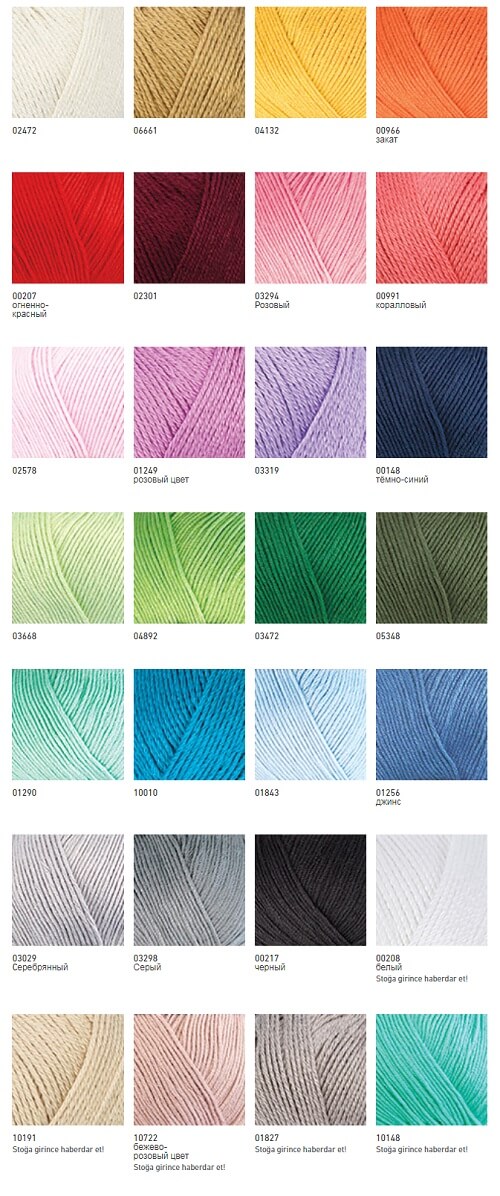 02472
06661
04132
00966
закат
00207
огненно-
красный
02301
03294
Розовый
00991
коралловый
02578
01249
розовый цвет
03319
00148
тёмно-синий
03668
04892
03472
05348
01290
10010
01843
01256
джинс
03029
Серебрянный
03298
Серый
00217
черный
00208
белый
Stoğa girince haberdar et!
10191
Stoğa girince haberdar et!
10722
бежево-
розовый цвет
Stoğa girince haberdar et!
01827
Stoğa girince haberdar et!
10148
Stoğa girince haberdar et!